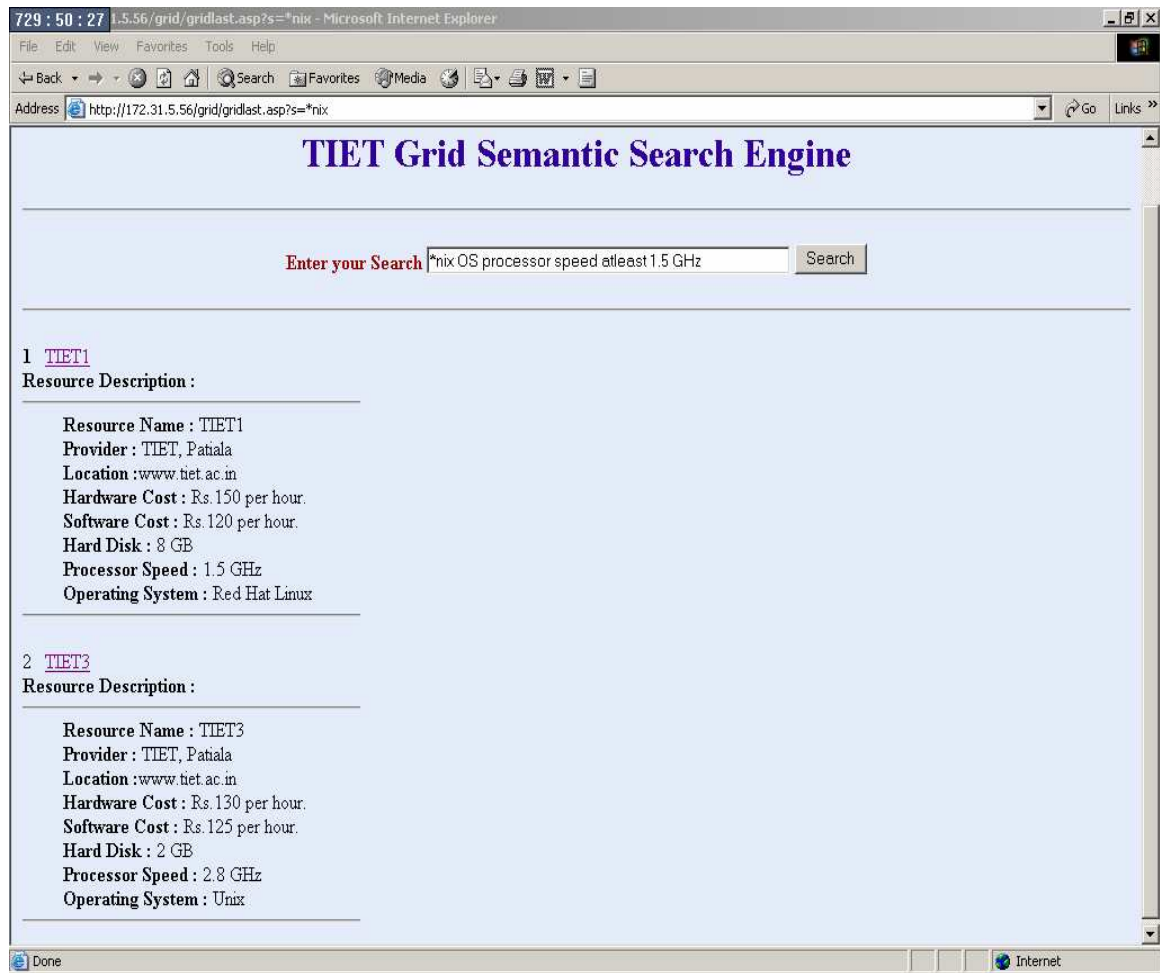 729 : 50 : 27 1.5.56/grid/gridlast.asp?s=*nix - Microsoft Internet Explorer
File Edit View Favorites Tools Help
Back Search Favorites Media
Address http://172.31.5.56/grid/gridlast.asp?s=*nix Go Links »
TIET Grid Semantic Search Engine
Enter your Search *nix OS processor speed atleast 1.5 GHz Search
1 TIET1
Resource Description :
Resource Name : TIET1
Provider : TIET, Patiala
Location :www.tiet.ac.in
Hardware Cost : Rs.150 per hour.
Software Cost : Rs.120 per hour.
Hard Disk : 8 GB
Processor Speed : 1.5 GHz
Operating System : Red Hat Linux
2 TIET3
Resource Description :
Resource Name : TIET3
Provider : TIET, Patiala
Location :www.tiet.ac.in
Hardware Cost : Rs.130 per hour.
Software Cost : Rs.125 per hour.
Hard Disk : 2 GB
Processor Speed : 2.8 GHz
Operating System : Unix
Done Internet